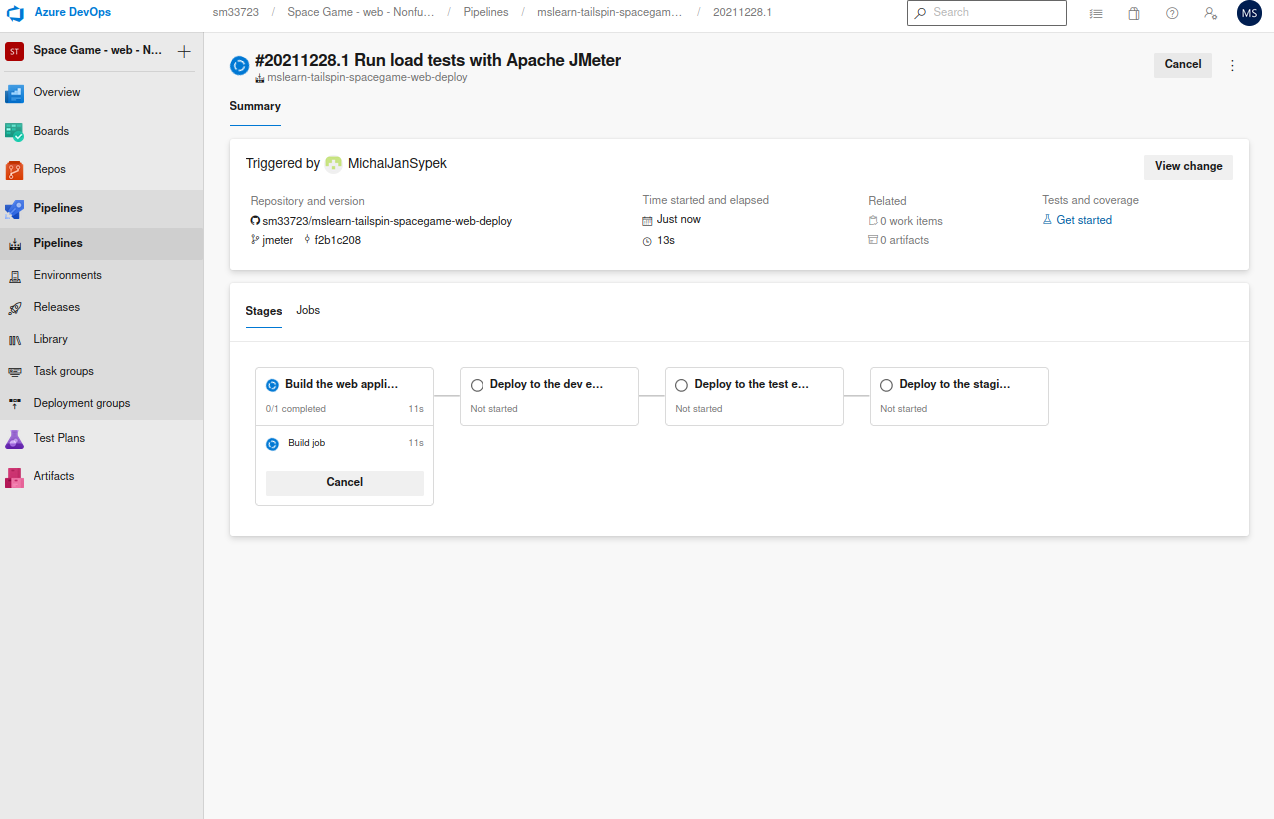 Azure DevOps
sm33723 / Space Game - web - Nonfu... / Pipelines / mslearn-tailspin-spacegam... / 20211228.1
Search
MS
ST
Space Game - web - N...
Overview
Boards
Repos
Pipelines
Pipelines
Environments
Releases
Library
Task groups
Deployment groups
Test Plans
Artifacts
#20211228.1 Run load tests with Apache JMeter
mslearn-tailspin-spacegame-web-deploy
Cancel
Summary
Triggered by MichalJanSypek
View change
Repository and version
sm33723/mslearn-tailspin-spacegame-web-deploy
jmeter f2b1c208
Time started and elapsed
Just now
13s
Related
0 work items
0 artifacts
Tests and coverage
Get started
Stages Jobs
Build the web appli...
0/1 completed 11s
Build job 11s
Cancel
Deploy to the dev e...
Not started
Deploy to the test e...
Not started
Deploy to the stagi...
Not started